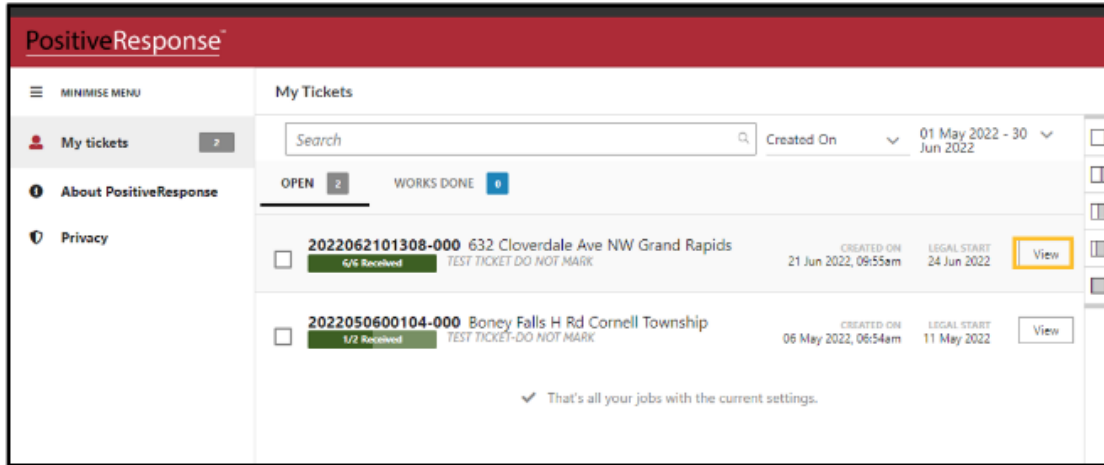 PositiveResponse™
MINIMISE MENU
My tickets 2
About PositiveResponse
Privacy
My Tickets
Search
Created On
01 May 2022 - 30 Jun 2022
OPEN 2 WORKS DONE 0
2022062101308-000 632 Cloverdale Ave NW Grand Rapids
6/6 Received TEST TICKET DO NOT MARK
CREATED ON
21 Jun 2022, 09:55am
LEGAL START
24 Jun 2022
View
2022050600104-000 Boney Falls H Rd Cornell Township
1/2 Received TEST TICKET-DO NOT MARK
CREATED ON
06 May 2022, 06:54am
LEGAL START
11 May 2022
View
That's all your jobs with the current settings.